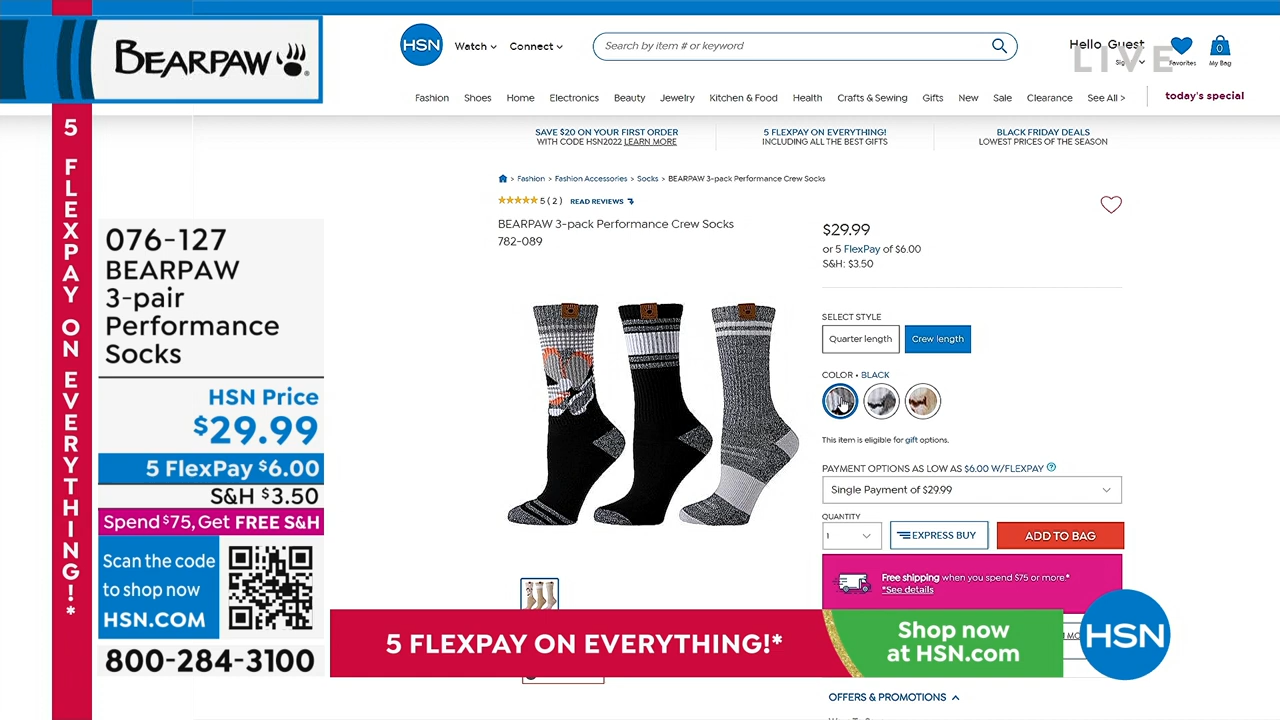 BEARPAW
5 FLEXPAY ON EVERYTHING!*
076-127
BEARPAW
3-pair
Performance
Socks
HSN Price
$29.99
5 FlexPay $6.00
S&H $3.50
Spend $75, Get FREE S&H
Scan the code
to shop now
HSN.COM
800-284-3100
HSN
Watch
Connect
Search by item # or keyword
Hello, Guest
LIVE
Favorites
0
My Bag
Fashion Shoes Home Electronics Beauty Jewelry Kitchen & Food Health Crafts & Sewing Gifts New Sale Clearance See All >
today's special
SAVE $20 ON YOUR FIRST ORDER
WITH CODE HSN2022 LEARN MORE
5 FLEXPAY ON EVERYTHING!
INCLUDING ALL THE BEST GIFTS
BLACK FRIDAY DEALS
LOWEST PRICES OF THE SEASON
> Fashion > Fashion Accessories > Socks > BEARPAW 3-pack Performance Crew Socks
5 ( 2 ) READ REVIEWS
BEARPAW 3-pack Performance Crew Socks
782-089
$29.99
or 5 FlexPay of $6.00
S&H: $3.50
SELECT STYLE
Quarter length
Crew length
COLOR • BLACK
This item is eligible for gift options.
PAYMENT OPTIONS AS LOW AS $6.00 W/FLEXPAY ?
Single Payment of $29.99
QUANTITY
1
EXPRESS BUY
ADD TO BAG
Free shipping when you spend $75 or more*
*See details
5 FLEXPAY ON EVERYTHING!*
Shop now
at HSN.com
HSN
OFFERS & PROMOTIONS